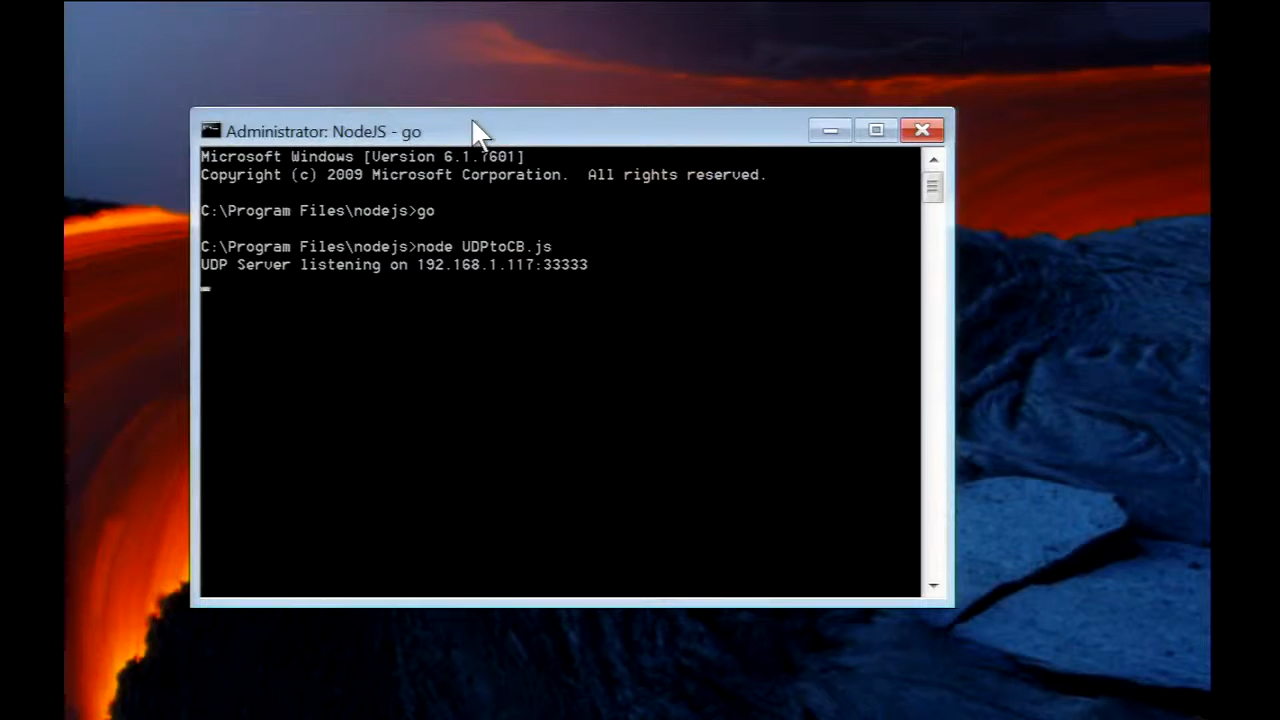 Administrator: NodeJS - go
Microsoft Windows [Version 6.1.7601]
Copyright (c) 2009 Microsoft Corporation.  All rights reserved.
C:\Program Files\nodejs>go
C:\Program Files\nodejs>node UDPtoCB.js
UDP Server listening on 192.168.1.117:33333